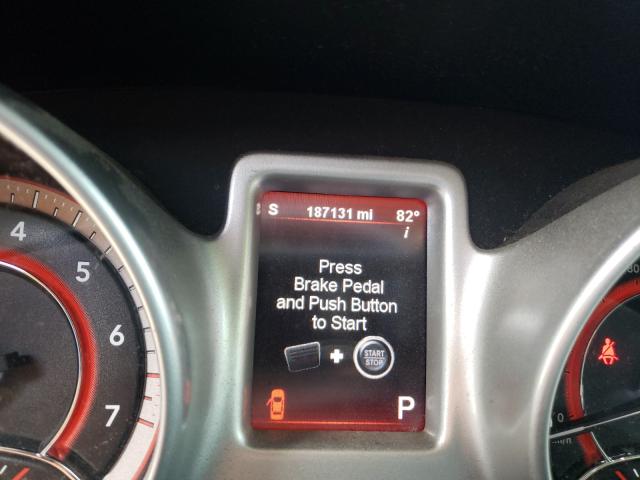 S 187131 mi 82°
i
Press
Brake Pedal
and Push Button
to Start
START
STOP
P
4
5
6
7